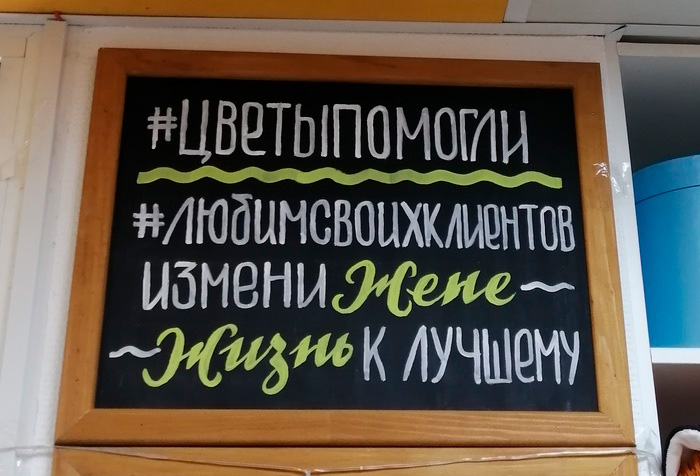 #ЦВЕТЫПОМОГЛИ
#ЛЮБИМСВОИХКЛИЕНТОВ
ИЗМЕНИ Жене ~
~ Жизнь К ЛУЧШЕМУ